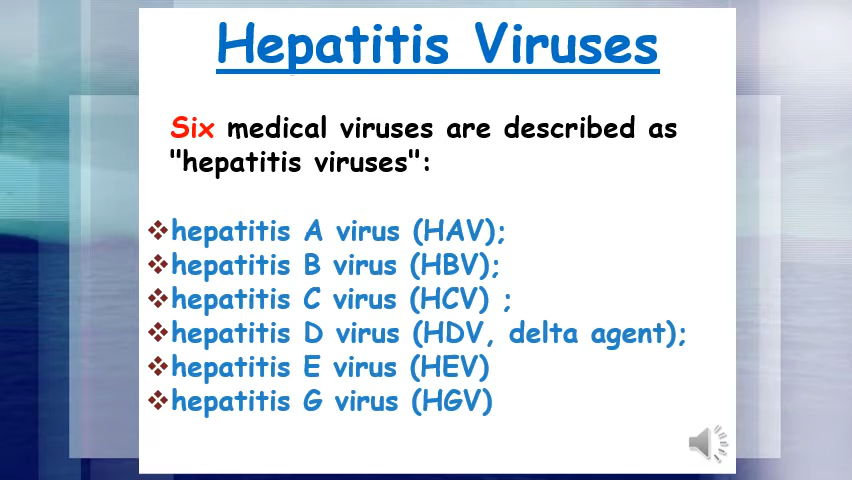 Hepatitis Viruses
Six medical viruses are described as
"hepatitis viruses":
❖hepatitis A virus (HAV);
❖hepatitis B virus (HBV);
❖hepatitis C virus (HCV) ;
❖hepatitis D virus (HDV, delta agent);
❖hepatitis E virus (HEV)
❖hepatitis G virus (HGV)